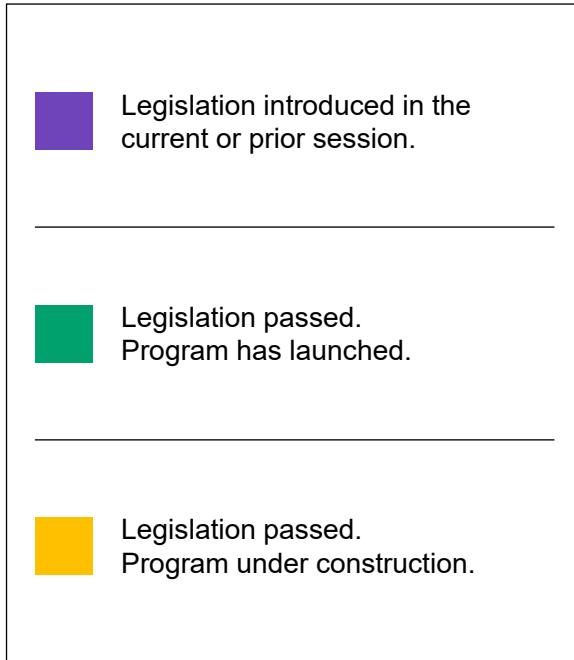 Legislation introduced in the
current or prior session.
Legislation passed.
Program has launched.
Legislation passed.
Program under construction.